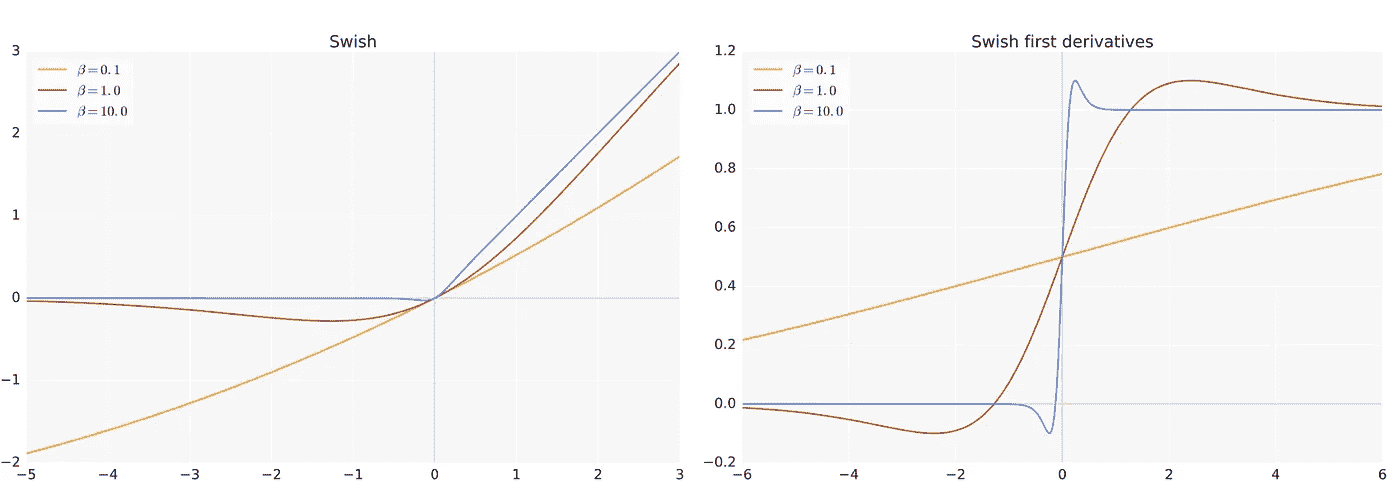 Swish
β=0.1
β=1.0
β=10.0
3
2
1
0
−1
−2
−5 −4 −3 −2 −1 0 1 2 3
Swish first derivatives
β=0.1
β=1.0
β=10.0
1.2
1.0
0.8
0.6
0.4
0.2
0.0
−0.2
−6 −4 −2 0 2 4 6